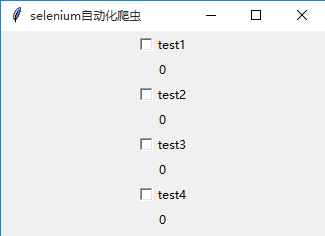 selenium自动化爬虫
test1
0
test2
0
test3
0
test4
0